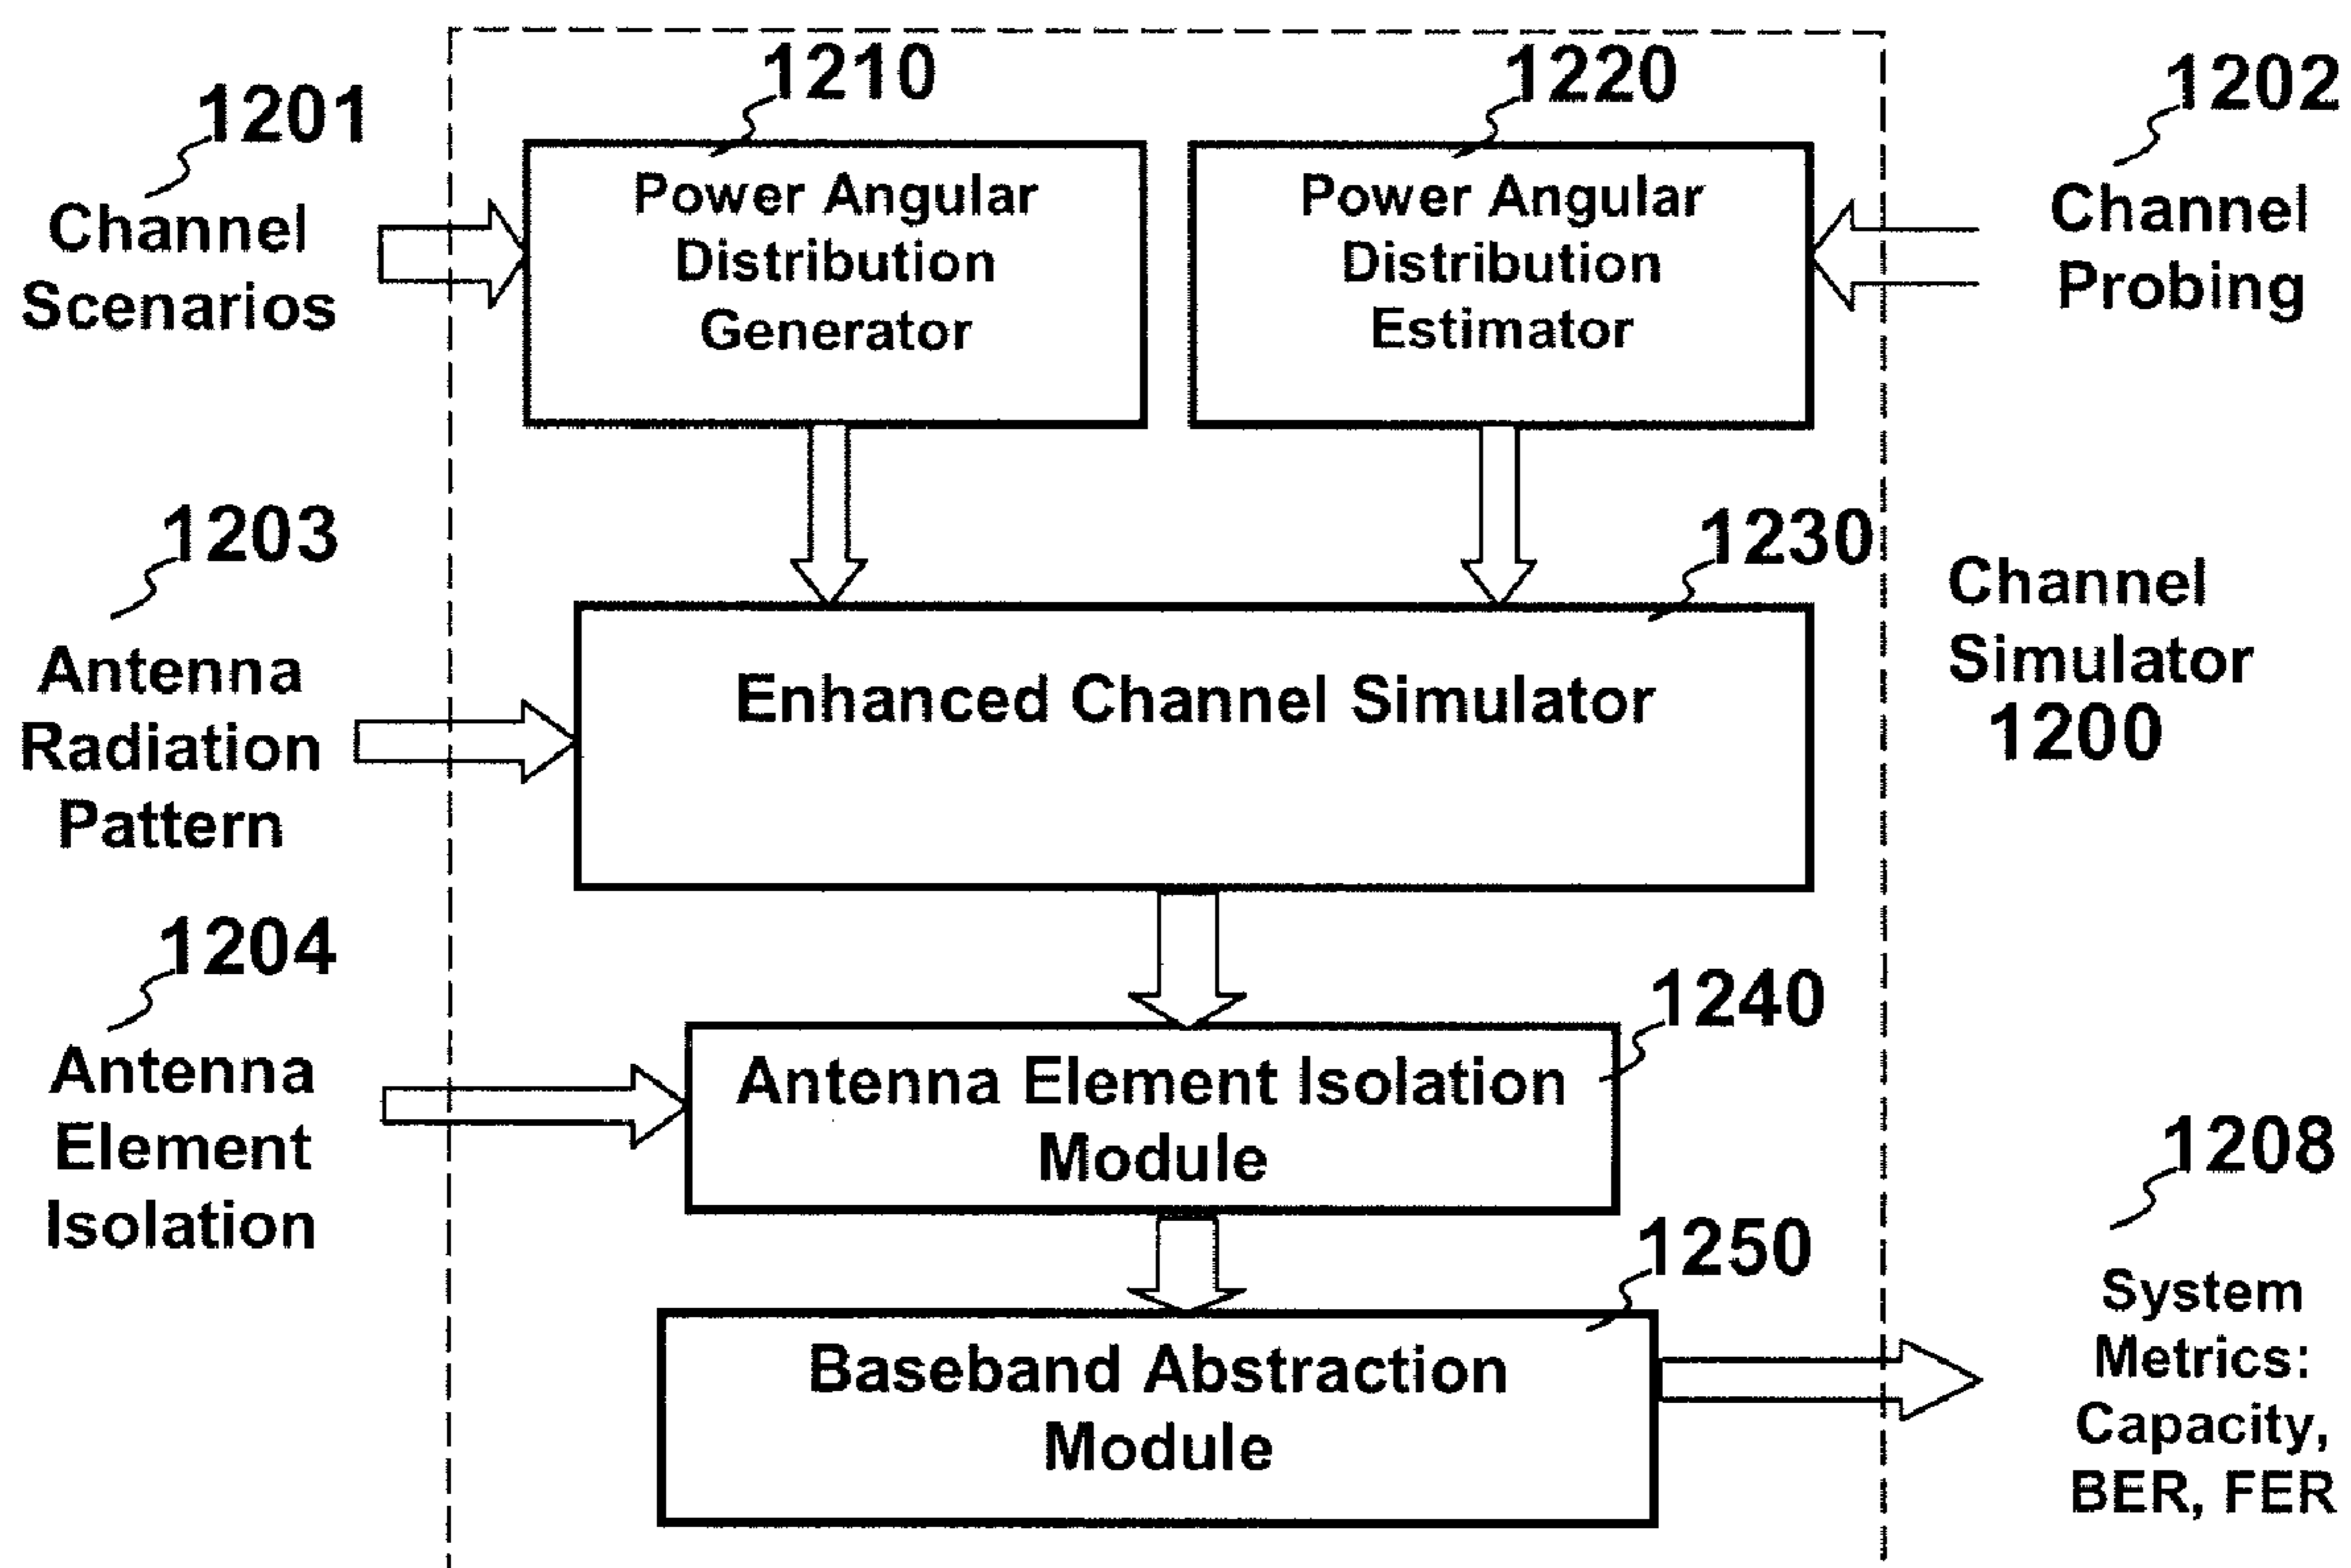 1210
1220
1202
1201
Power Angular
Distribution
Generator
Power Angular
Distribution
Estimator
Channel
Scenarios
Channel
Probing
1203
1230
Channel
Simulator
1200
Antenna
Radiation
Pattern
Enhanced Channel Simulator
1204
1240
Antenna
Element
Isolation
Antenna Element Isolation
Module
1208
1250
System
Metrics:
Capacity,
BER, FER
Baseband Abstraction
Module